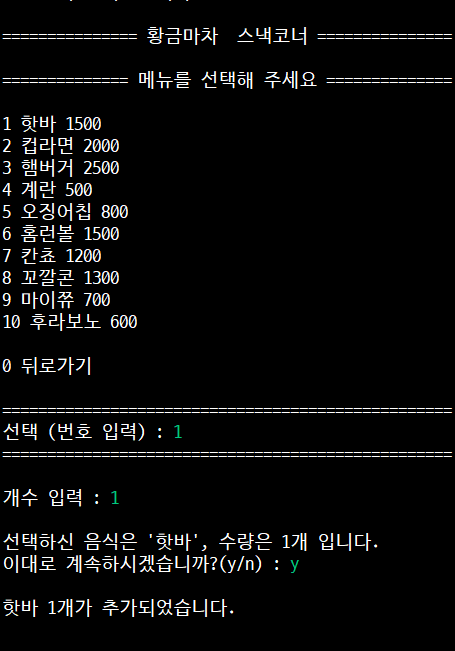 =============== 황금마차  스낵코너 ===============
============== 메뉴를 선택해 주세요 ==============
1 핫바 1500
2 컵라면 2000
3 햄버거 2500
4 계란 500
5 오징어칩 800
6 홈런볼 1500
7 칸쵸 1200
8 꼬깔콘 1300
9 마이쮸 700
10 후라보노 600
0 뒤로가기
==================================================
선택 (번호 입력) : 1
==================================================
개수 입력 : 1
선택하신 음식은 '핫바', 수량은 1개 입니다.
이대로 계속하시겠습니까?(y/n) : y
핫바 1개가 추가되었습니다.